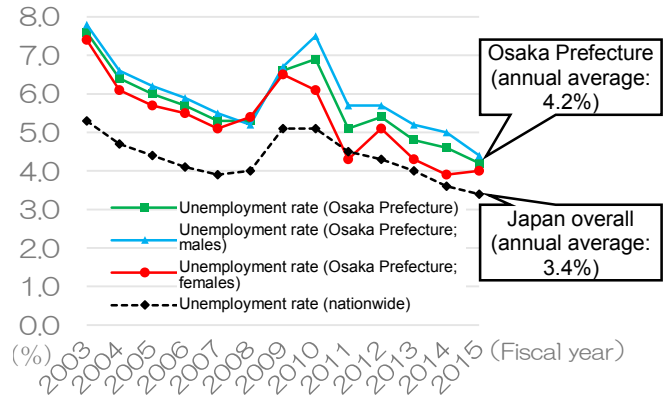 8.0
7.0
6.0
5.0
4.0
3.0
2.0
1.0
0.0
(%)
Osaka Prefecture
(annual average:
4.2%)
Japan overall
(annual average:
3.4%)
Unemployment rate (Osaka Prefecture)
Unemployment rate (Osaka Prefecture;
males)
Unemployment rate (Osaka Prefecture;
females)
Unemployment rate (nationwide)
2003
2004
2005
2006
2007
2008
2009
2010
2011
2012
2013
2014
2015
(Fiscal year)